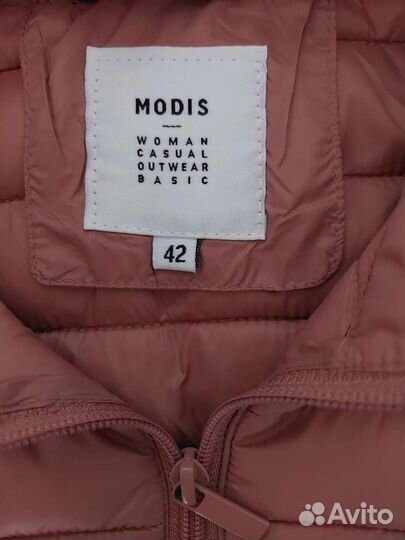 MODIS
WOMAN
CASUAL
OUTWEAR
BASIC
42
Avito